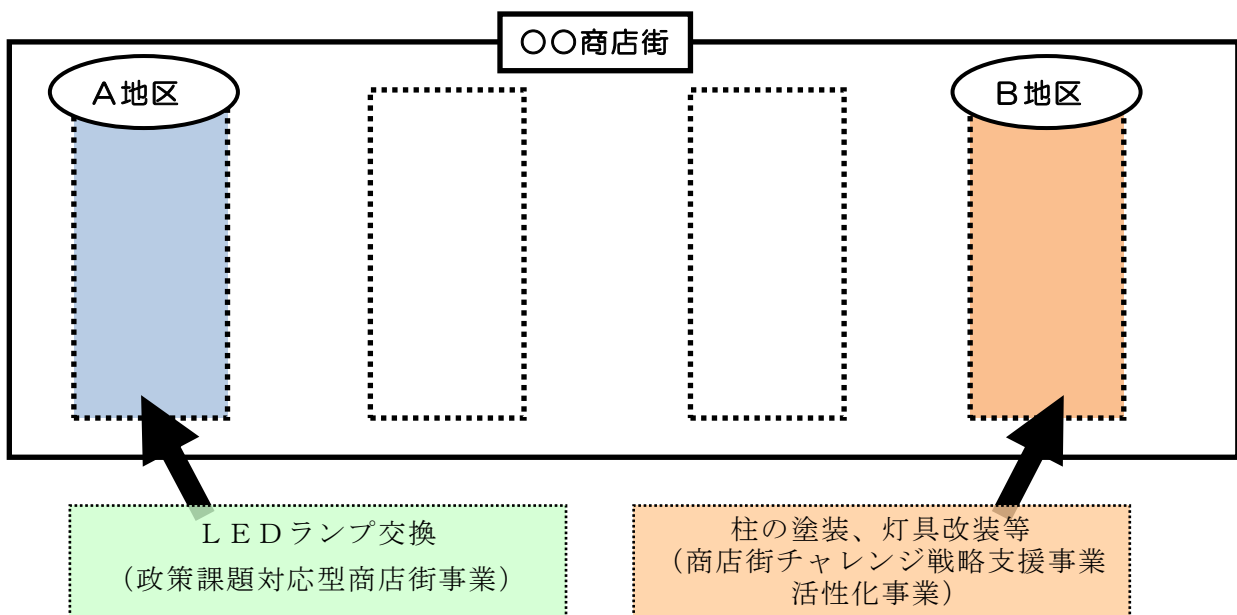 ○○商店街
A地区
B地区
LEDランプ交換
（政策課題対応型商店街事業）
柱の塗装、灯具改装等
（商店街チャレンジ戦略支援事業
活性化事業）